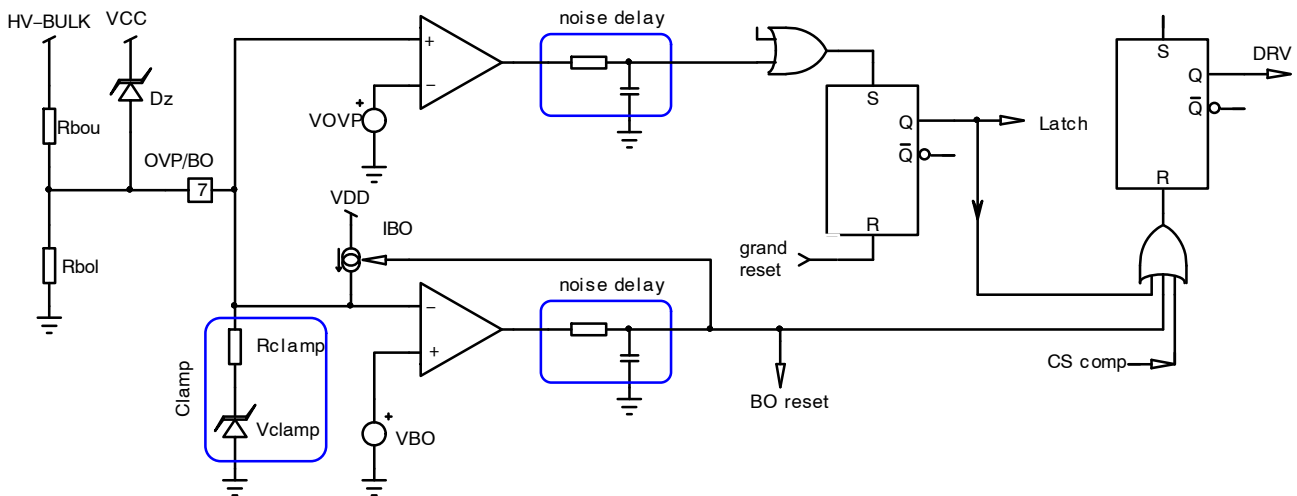 HV−BULK
VCC
noise delay
DRV
Rbou
Dz
VOVP
OVP/BO
7
+
−
+
S
Q
Q
R
Latch
S
Q
Q
R
VDD
IBO
grand
reset
noise delay
Rbol
−
+
+
Clamp
Rclamp
Vclamp
VBO
BO reset
CS comp